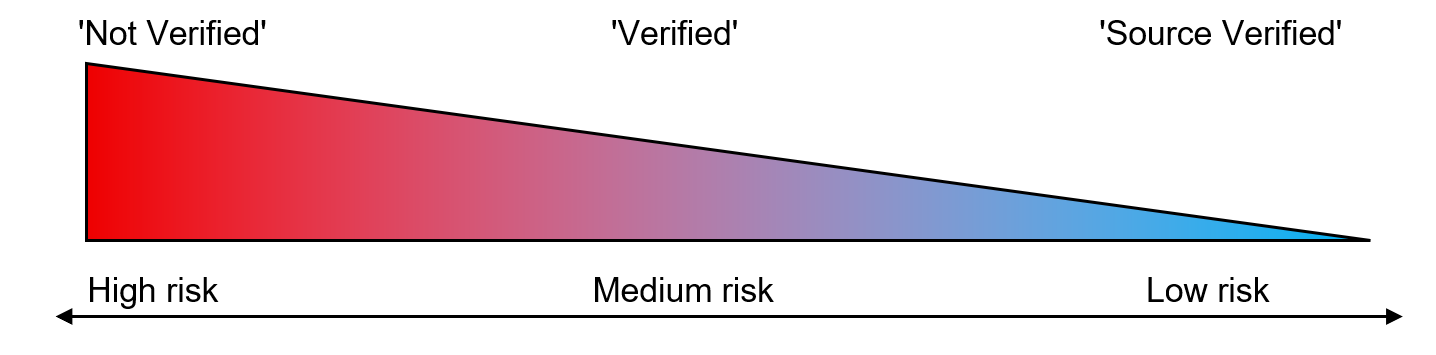 'Not Verified' 'Verified' 'Source Verified'
High risk Medium risk Low risk